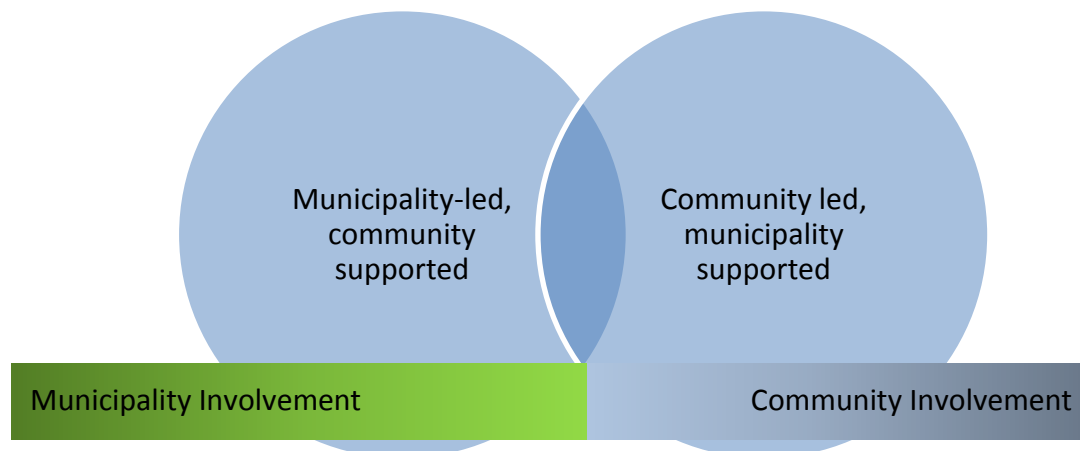 Municipality-led,
community
supported
Community led,
municipality
supported
Municipality Involvement
Community Involvement